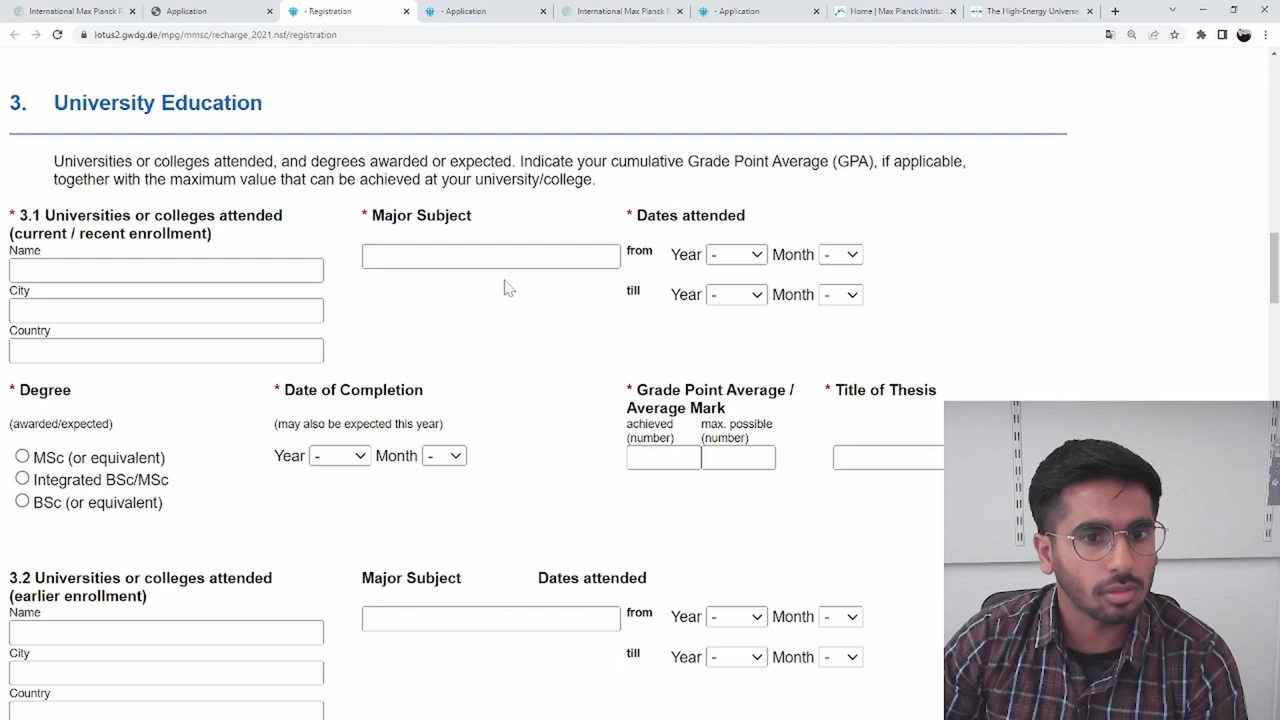 International Max Planck R
Application
- Registration
- Application
International Max Planck R
- Application
Home | Max Planck Institut
The High-Energy Universe
lotus2.gwdg.de/mpg/mmsc/recharge_2021.nsf/registration
3. University Education
Universities or colleges attended, and degrees awarded or expected. Indicate your cumulative Grade Point Average (GPA), if applicable,
together with the maximum value that can be achieved at your university/college.
* 3.1 Universities or colleges attended
(current / recent enrollment)
* Major Subject
* Dates attended
Name
from Year - Month -
City
till Year - Month -
Country
* Degree
* Date of Completion
* Grade Point Average /
Average Mark
* Title of Thesis
(awarded/expected)
(may also be expected this year)
achieved
(number)
max. possible
(number)
Year - Month -
MSc (or equivalent)
Integrated BSc/MSc
BSc (or equivalent)
3.2 Universities or colleges attended
(earlier enrollment)
Major Subject
Dates attended
Name
from Year - Month -
City
till Year - Month -
Country